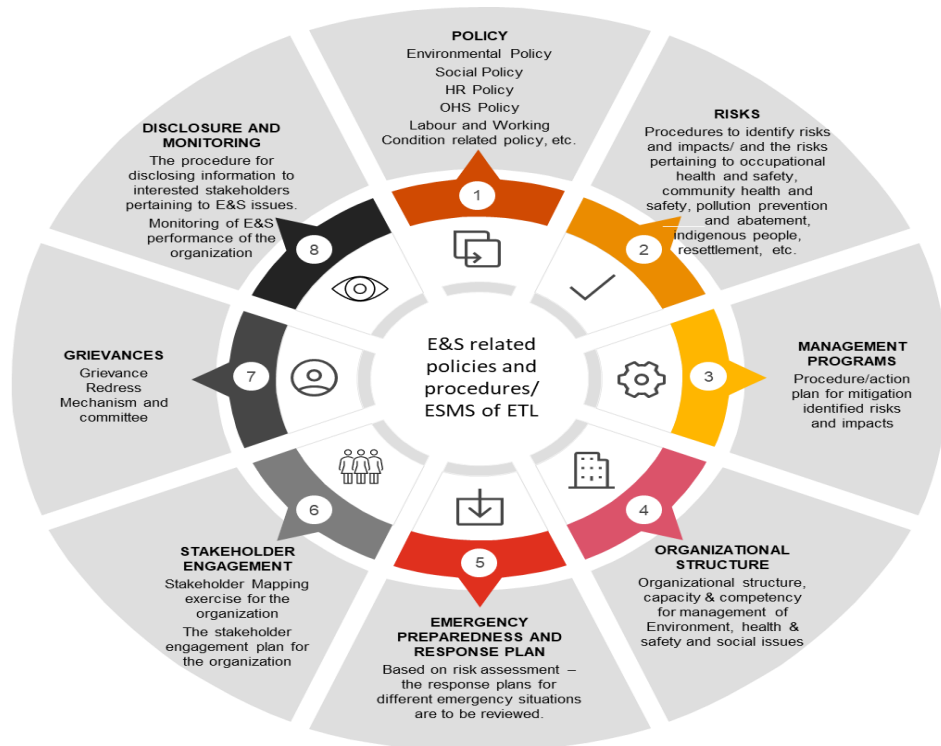 POLICY
Environmental Policy
Social Policy
HR Policy
OHS Policy
Labour and Working
Condition related policy, etc.
1
RISKS
Procedures to identify risks
and impacts/ and the risks
pertaining to occupational
health and safety,
community health and
safety, pollution prevention
and abatement,
indigenous people,
resettlement, etc.
2
MANAGEMENT
PROGRAMS
Procedure/action
plan for mitigation
identified risks
and impacts
3
ORGANIZATIONAL
STRUCTURE
Organizational structure,
capacity & competency
for management of
Environment, health &
safety and social issues
4
EMERGENCY
PREPAREDNESS AND
RESPONSE PLAN
Based on risk assessment –
the response plans for
different emergency situations
are to be reviewed.
5
STAKEHOLDER
ENGAGEMENT
Stakeholder Mapping
exercise for the
organization
The stakeholder
engagement plan for
the organization
6
GRIEVANCES
Grievance
Redress
Mechanism and
committee
7
DISCLOSURE AND
MONITORING
The procedure for
disclosing information to
interested stakeholders
pertaining to E&S issues.
Monitoring of E&S
performance of the
organization
8
E&S related
policies and
procedures/
ESMS of ETL